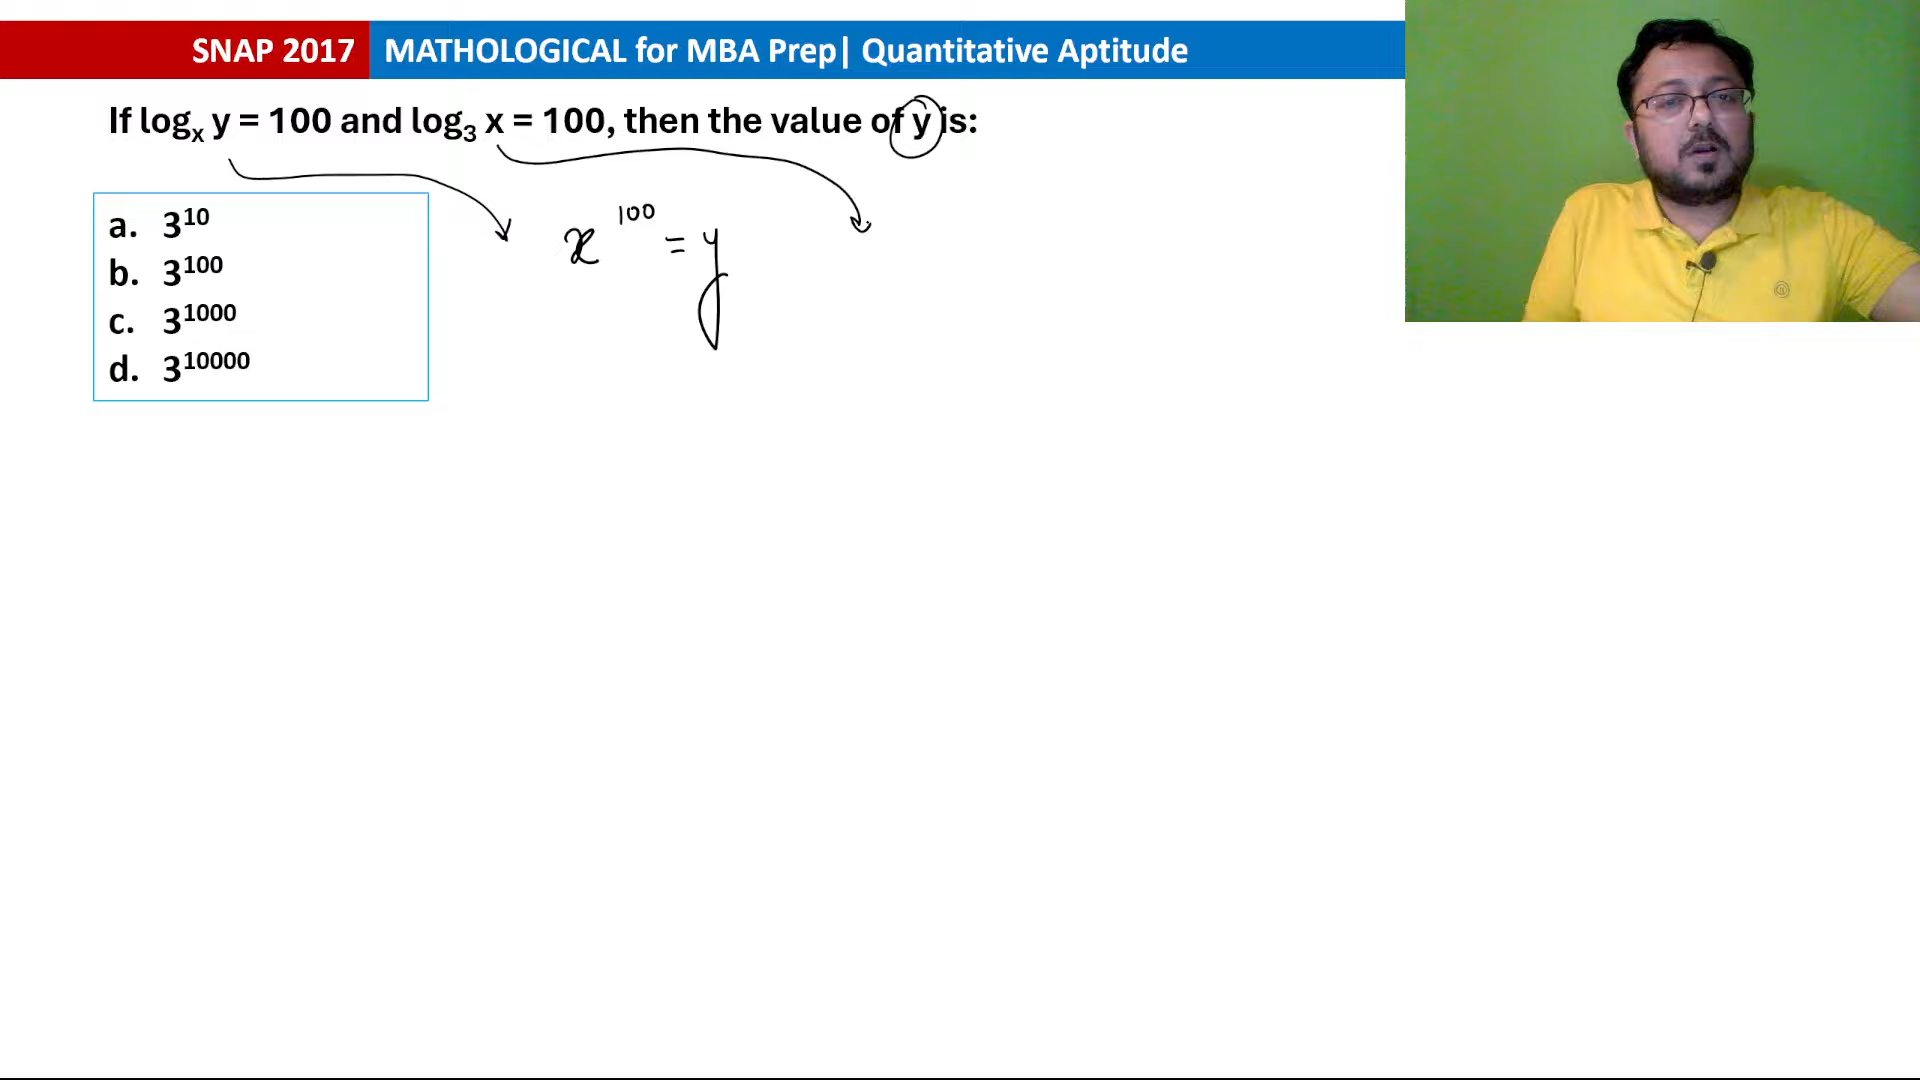 SNAP 2017 MATHOLOGICAL for MBA Prep| Quantitative Aptitude
If logₓ y = 100 and log₃ x = 100, then the value of y is:
a. 3¹⁰
b. 3¹⁰⁰
c. 3¹⁰⁰⁰
d. 3¹⁰⁰⁰⁰
x¹⁰⁰ = y